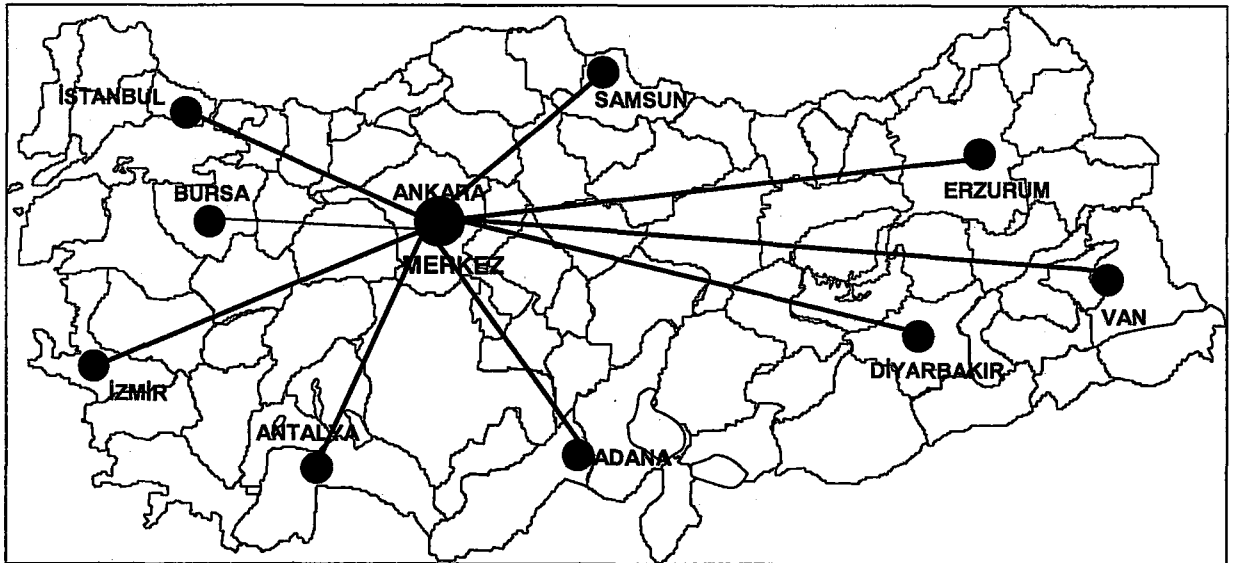 İSTANBUL
SAMSUN
BURSA
ANKARA
ERZURUM
MERKEZ
VAN
DİYARBAKIR
İZMİR
ANTALYA
ADANA